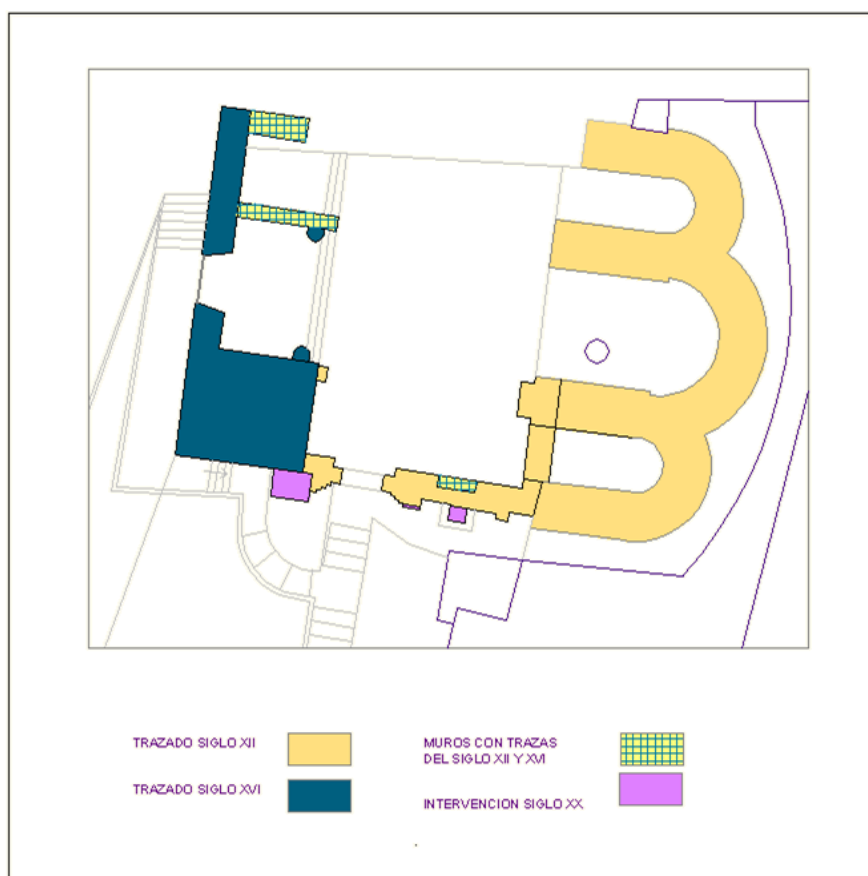 TRAZADO SIGLO XII
TRAZADO SIGLO XVI
MUROS CON TRAZAS
DEL SIGLO XII Y XVI
INTERVENCION SIGLO XX